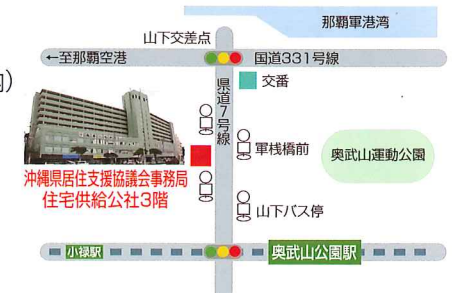 那覇軍港湾
山下交差点
←至那覇空港
国道331号線
内)
交番
県道7号線
軍桟橋前
奥武山運動公園
沖縄県居住支援協議会事務局
住宅供給公社3階
山下バス停
小禄駅
奥武山公園駅